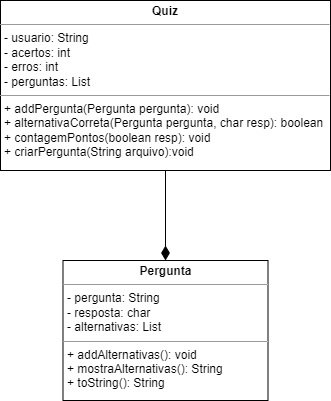 Quiz
- usuario: String
- acertos: int
- erros: int
- perguntas: List
+ addPergunta(Pergunta pergunta): void
+ alternativaCorreta(Pergunta pergunta, char resp): boolean
+ contagemPontos(boolean resp): void
+ criarPergunta(String arquivo):void
Pergunta
- pergunta: String
- resposta: char
- alternativas: List
+ addAlternativas(): void
+ mostraAlternativas(): String
+ toString(): String